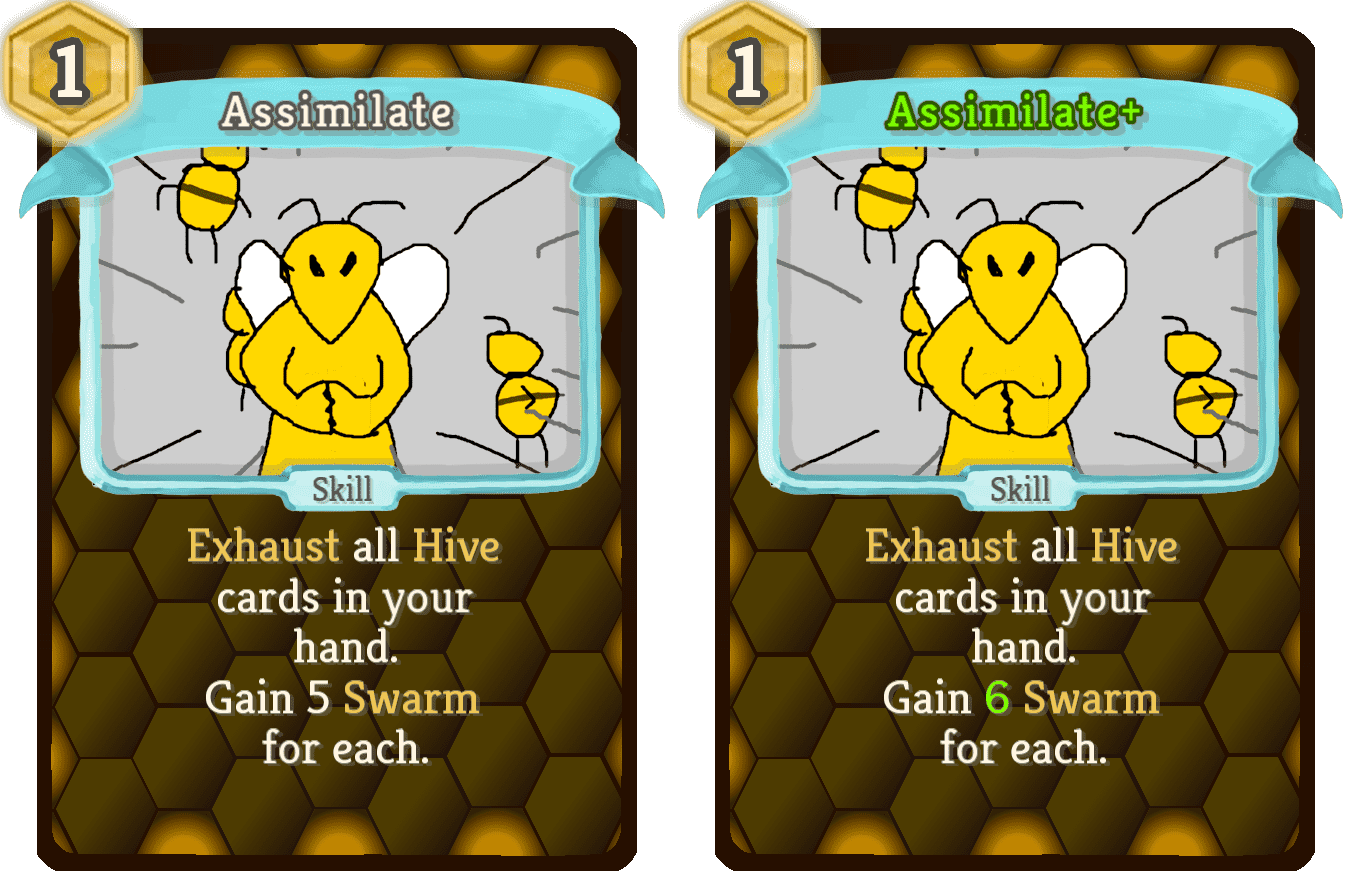 1
Assimilate
Skill
Exhaust all Hive
cards in your
hand.
Gain 5 Swarm
for each.
1
Assimilate+
Skill
Exhaust all Hive
cards in your
hand.
Gain 6 Swarm
for each.